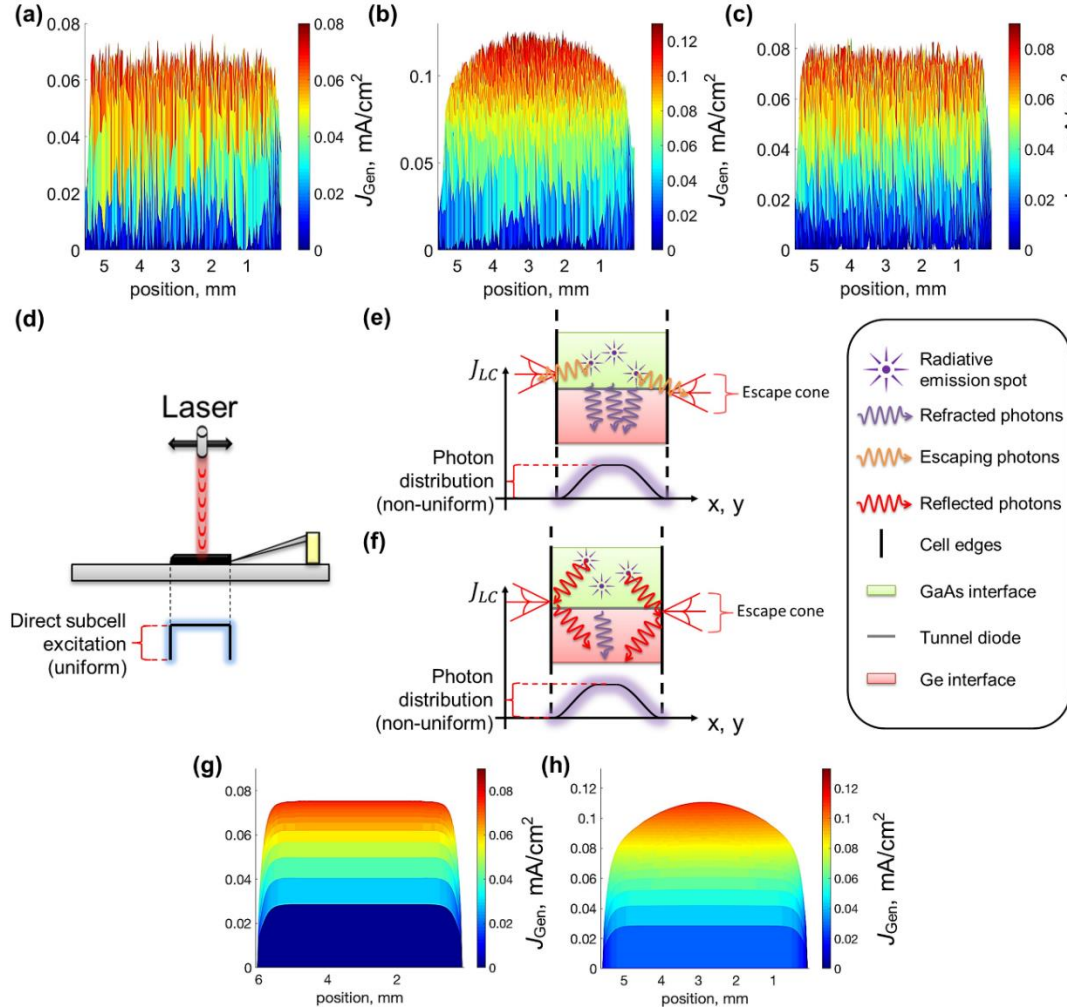 (a)
0.08
0.06
0.04
0.02
0
5 4 3 2 1
position, mm
0.08
0.06
0.04
0.02
0
J_Gen, mA/cm²
(b)
0.1
0.05
0
5 4 3 2 1
position, mm
0.12
0.1
0.08
0.06
0.04
0.02
0
J_Gen, mA/cm²
(c)
0.08
0.06
0.04
0.02
0
5 4 3 2 1
position, mm
0.08
0.06
0.04
0.02
0
(d)
Laser
Direct subcell
excitation
(uniform)
(e)
J_LC
Escape cone
Photon
distribution
(non-uniform)
x, y
(f)
J_LC
Escape cone
Photon
distribution
(non-uniform)
x, y
Radiative
emission spot
Refracted photons
Escaping photons
Reflected photons
Cell edges
GaAs interface
Tunnel diode
Ge interface
(g)
0.08
0.06
0.04
0.02
0
6 4 2
position, mm
0.08
0.06
0.04
0.02
0
J_Gen, mA/cm²
(h)
0.12
0.1
0.08
0.06
0.04
0.02
0
5 4 3 2 1
position, mm
0.12
0.1
0.08
0.06
0.04
0.02
0
J_Gen, mA/cm²